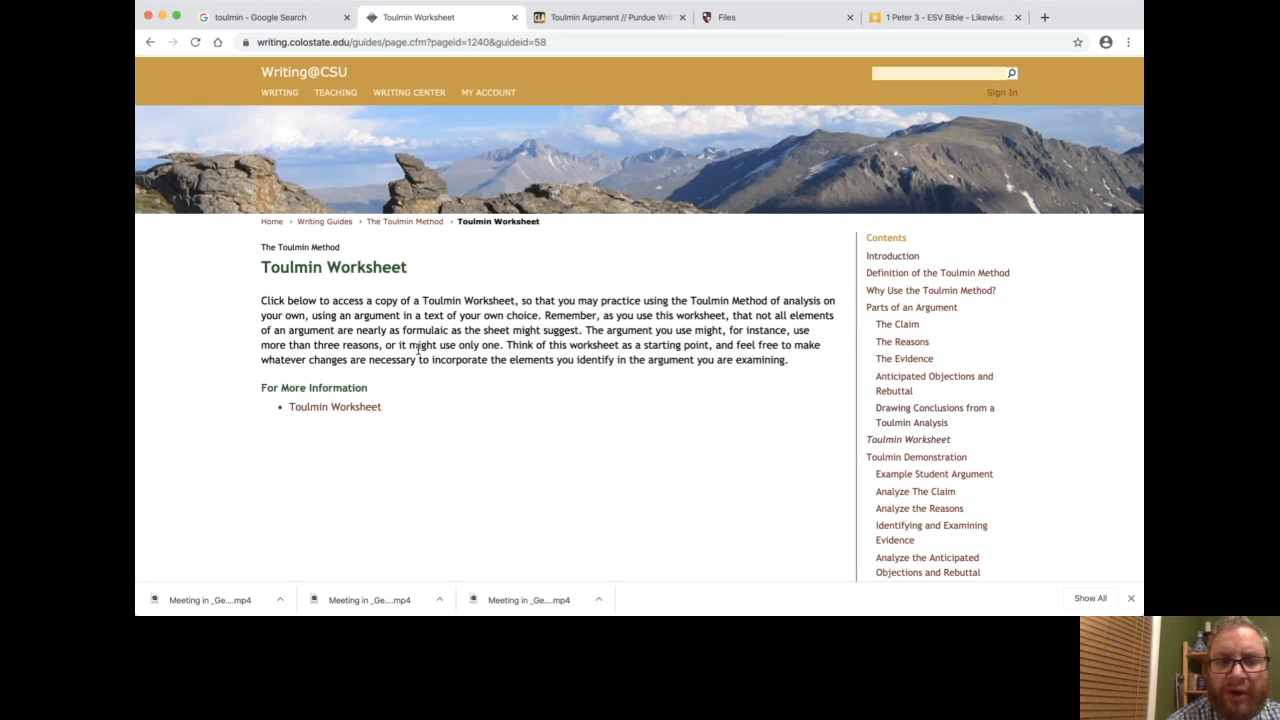 toulmin - Google Search
Toulmin Worksheet
Toulmin Argument // Purdue Wri
Files
1 Peter 3 - ESV Bible - Likewise,
writing.colostate.edu/guides/page.cfm?pageid=1240&guideid=58
Writing@CSU
WRITING TEACHING WRITING CENTER MY ACCOUNT
Sign In
Home › Writing Guides › The Toulmin Method › Toulmin Worksheet
The Toulmin Method
Toulmin Worksheet
Click below to access a copy of a Toulmin Worksheet, so that you may practice using the Toulmin Method of analysis on
your own, using an argument in a text of your own choice. Remember, as you use this worksheet, that not all elements
of an argument are nearly as formulaic as the sheet might suggest. The argument you use might, for instance, use
more than three reasons, or it might use only one. Think of this worksheet as a starting point, and feel free to make
whatever changes are necessary to incorporate the elements you identify in the argument you are examining.
For More Information
• Toulmin Worksheet
Contents
Introduction
Definition of the Toulmin Method
Why Use the Toulmin Method?
Parts of an Argument
The Claim
The Reasons
The Evidence
Anticipated Objections and
Rebuttal
Drawing Conclusions from a
Toulmin Analysis
Toulmin Worksheet
Toulmin Demonstration
Example Student Argument
Analyze The Claim
Analyze the Reasons
Identifying and Examining
Evidence
Analyze the Anticipated
Objections and Rebuttal
Meeting in _Ge....mp4
Meeting in _Ge....mp4
Meeting in _Ge....mp4
Show All